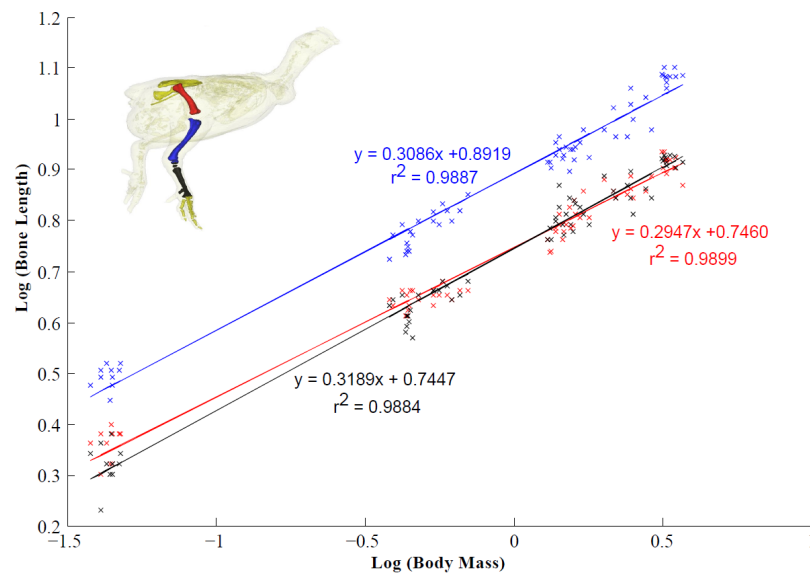 1.2
1.1
1
0.9
0.8
0.7
0.6
0.5
0.4
0.3
0.2
Log (Bone Length)
y = 0.3086x +0.8919
r² = 0.9887
y = 0.2947x +0.7460
r² = 0.9899
y = 0.3189x + 0.7447
r² = 0.9884
−1.5 −1 −0.5 0 0.5
Log (Body Mass)